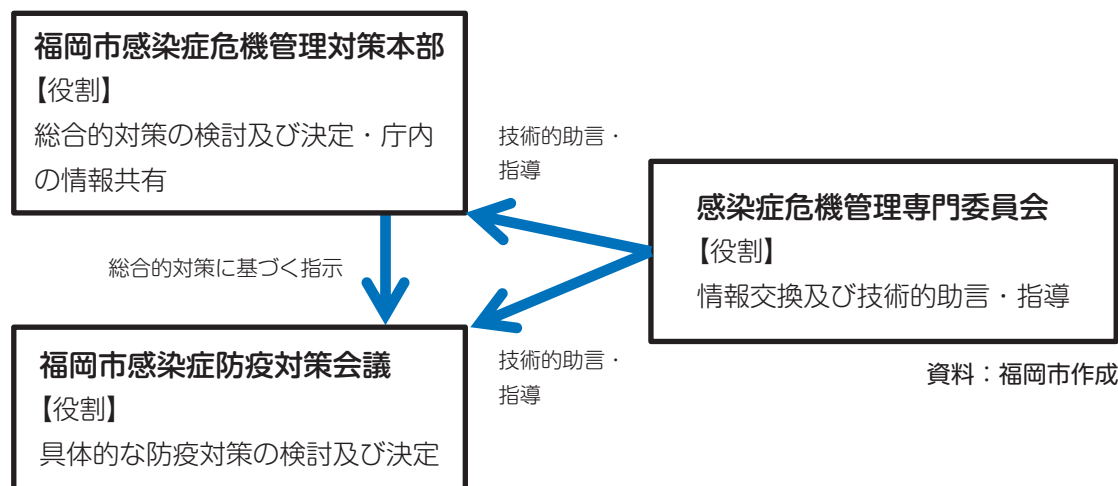 福岡市感染症危機管理対策本部
【役割】
総合的対策の検討及び決定・庁内
の情報共有
技術的助言・
指導
総合的対策に基づく指示
感染症危機管理専門委員会
【役割】
情報交換及び技術的助言・指導
福岡市感染症防疫対策会議
【役割】
具体的な防疫対策の検討及び決定
技術的助言・
指導
資料：福岡市作成